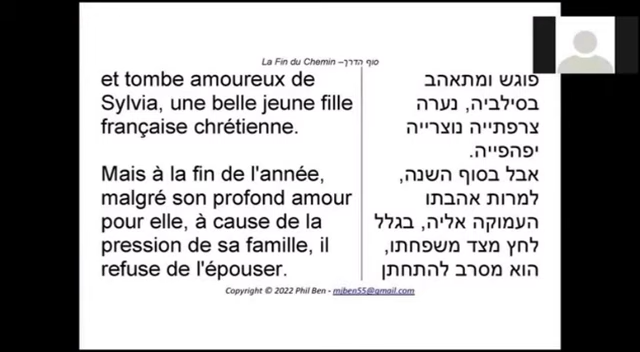 La Fin du Chemin –סוף הדרך
et tombe amoureux de
Sylvia, une belle jeune fille
française chrétienne.
Mais à la fin de l'année,
malgré son profond amour
pour elle, à cause de la
pression de sa famille, il
refuse de l'épouser.
פוגש ומתאהב
בסילביה, נערה
צרפתייה נוצרייה
יפהפייה.
אבל בסוף השנה,
למרות אהבתו
העמוקה אליה, בגלל
לחץ מצד משפחתו,
הוא מסרב להתחתן
Copyright © 2022 Phil Ben - mjben55@gmail.com